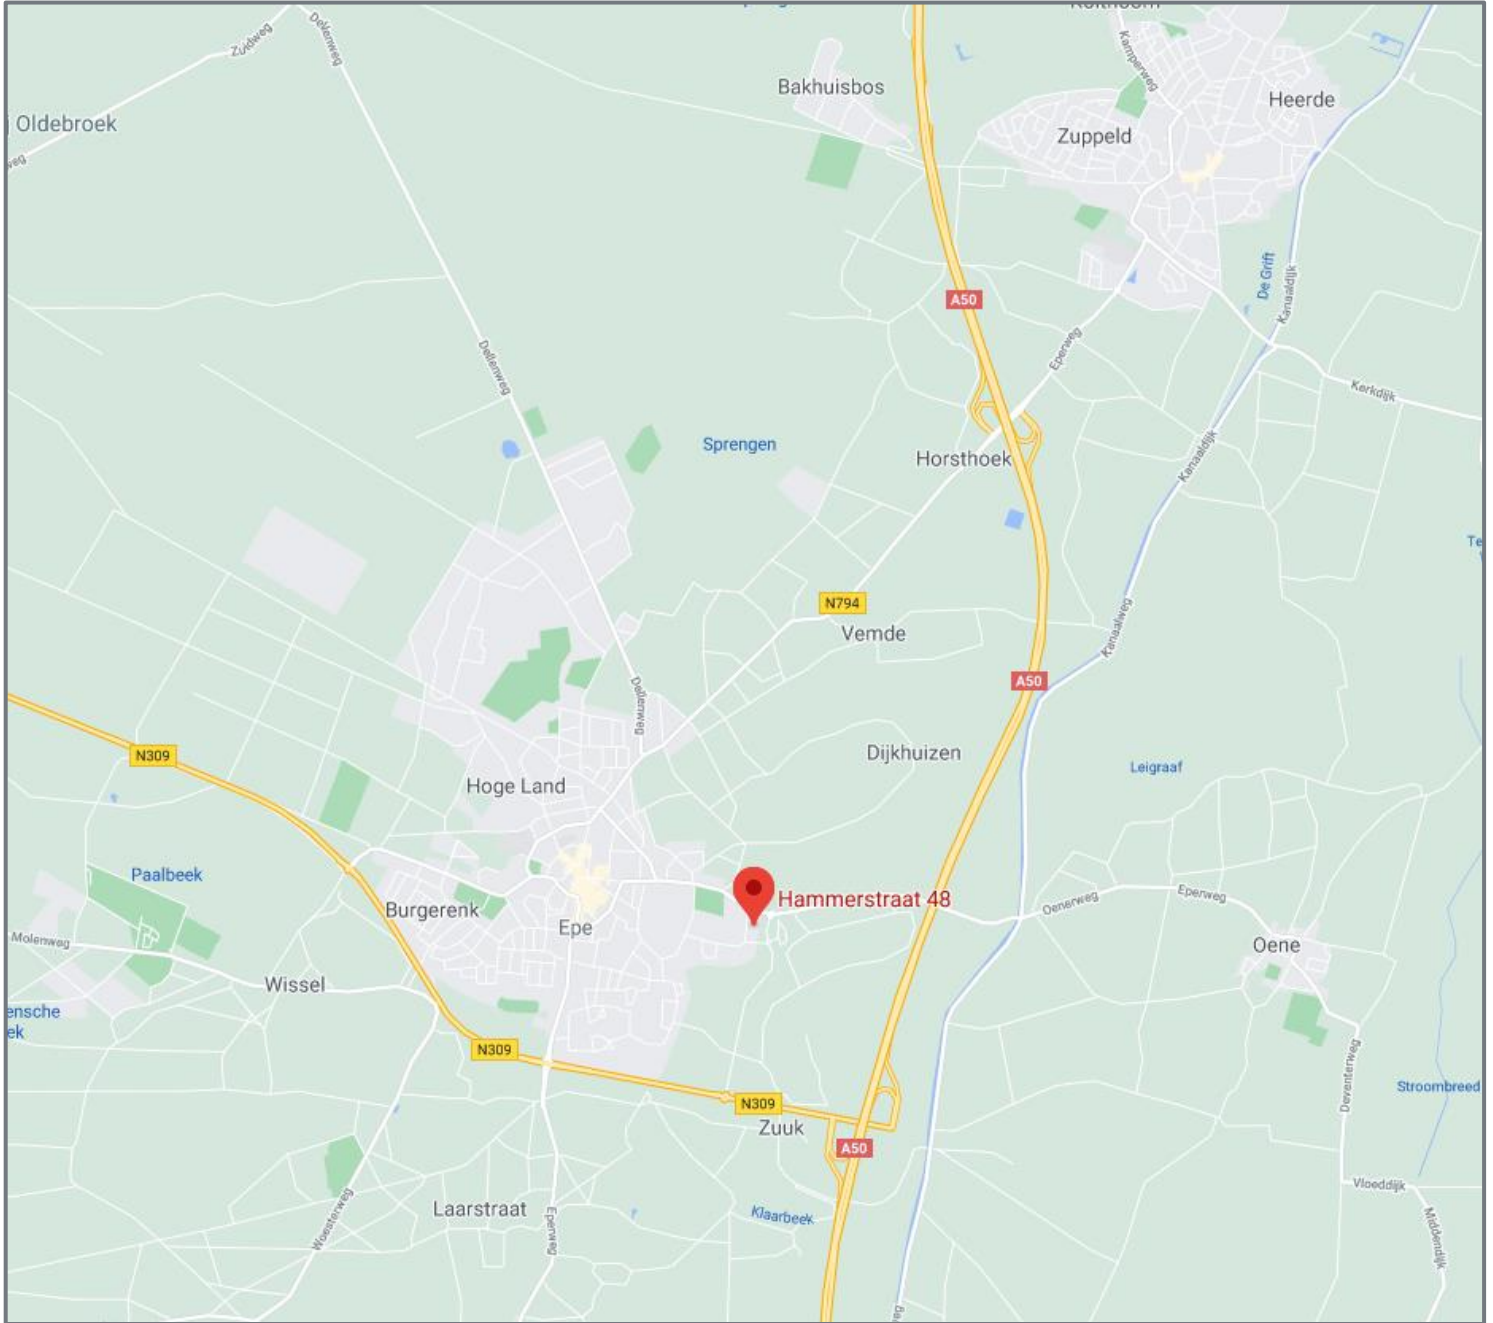 Heerde
Bakhuisbos
Zuidweg
Dellenweg
Kamperweg
Oldebroek
Zuppeld
De Grift
Kanaaldijk
A50
Eperweg
Dellenweg
Kerkdijk
Sprengen
Horsthoek
Kanaaldijk
N794
Vemde
Kanaalweg
A50
Dellenweg
N309
Dijkhuizen
Leigraaf
Hoge Land
Paalbeek
Hammerstraat 48
Oenerweg
Eperweg
Burgerenk
Epe
Molenweg
Oene
Wissel
ensche
ek
N309
Deventerweg
Stroombreed
N309
Zuuk
A50
Vloeddijk
Laarstraat
Klaarbeek
Woesterweg
Eperweg
Middendijk